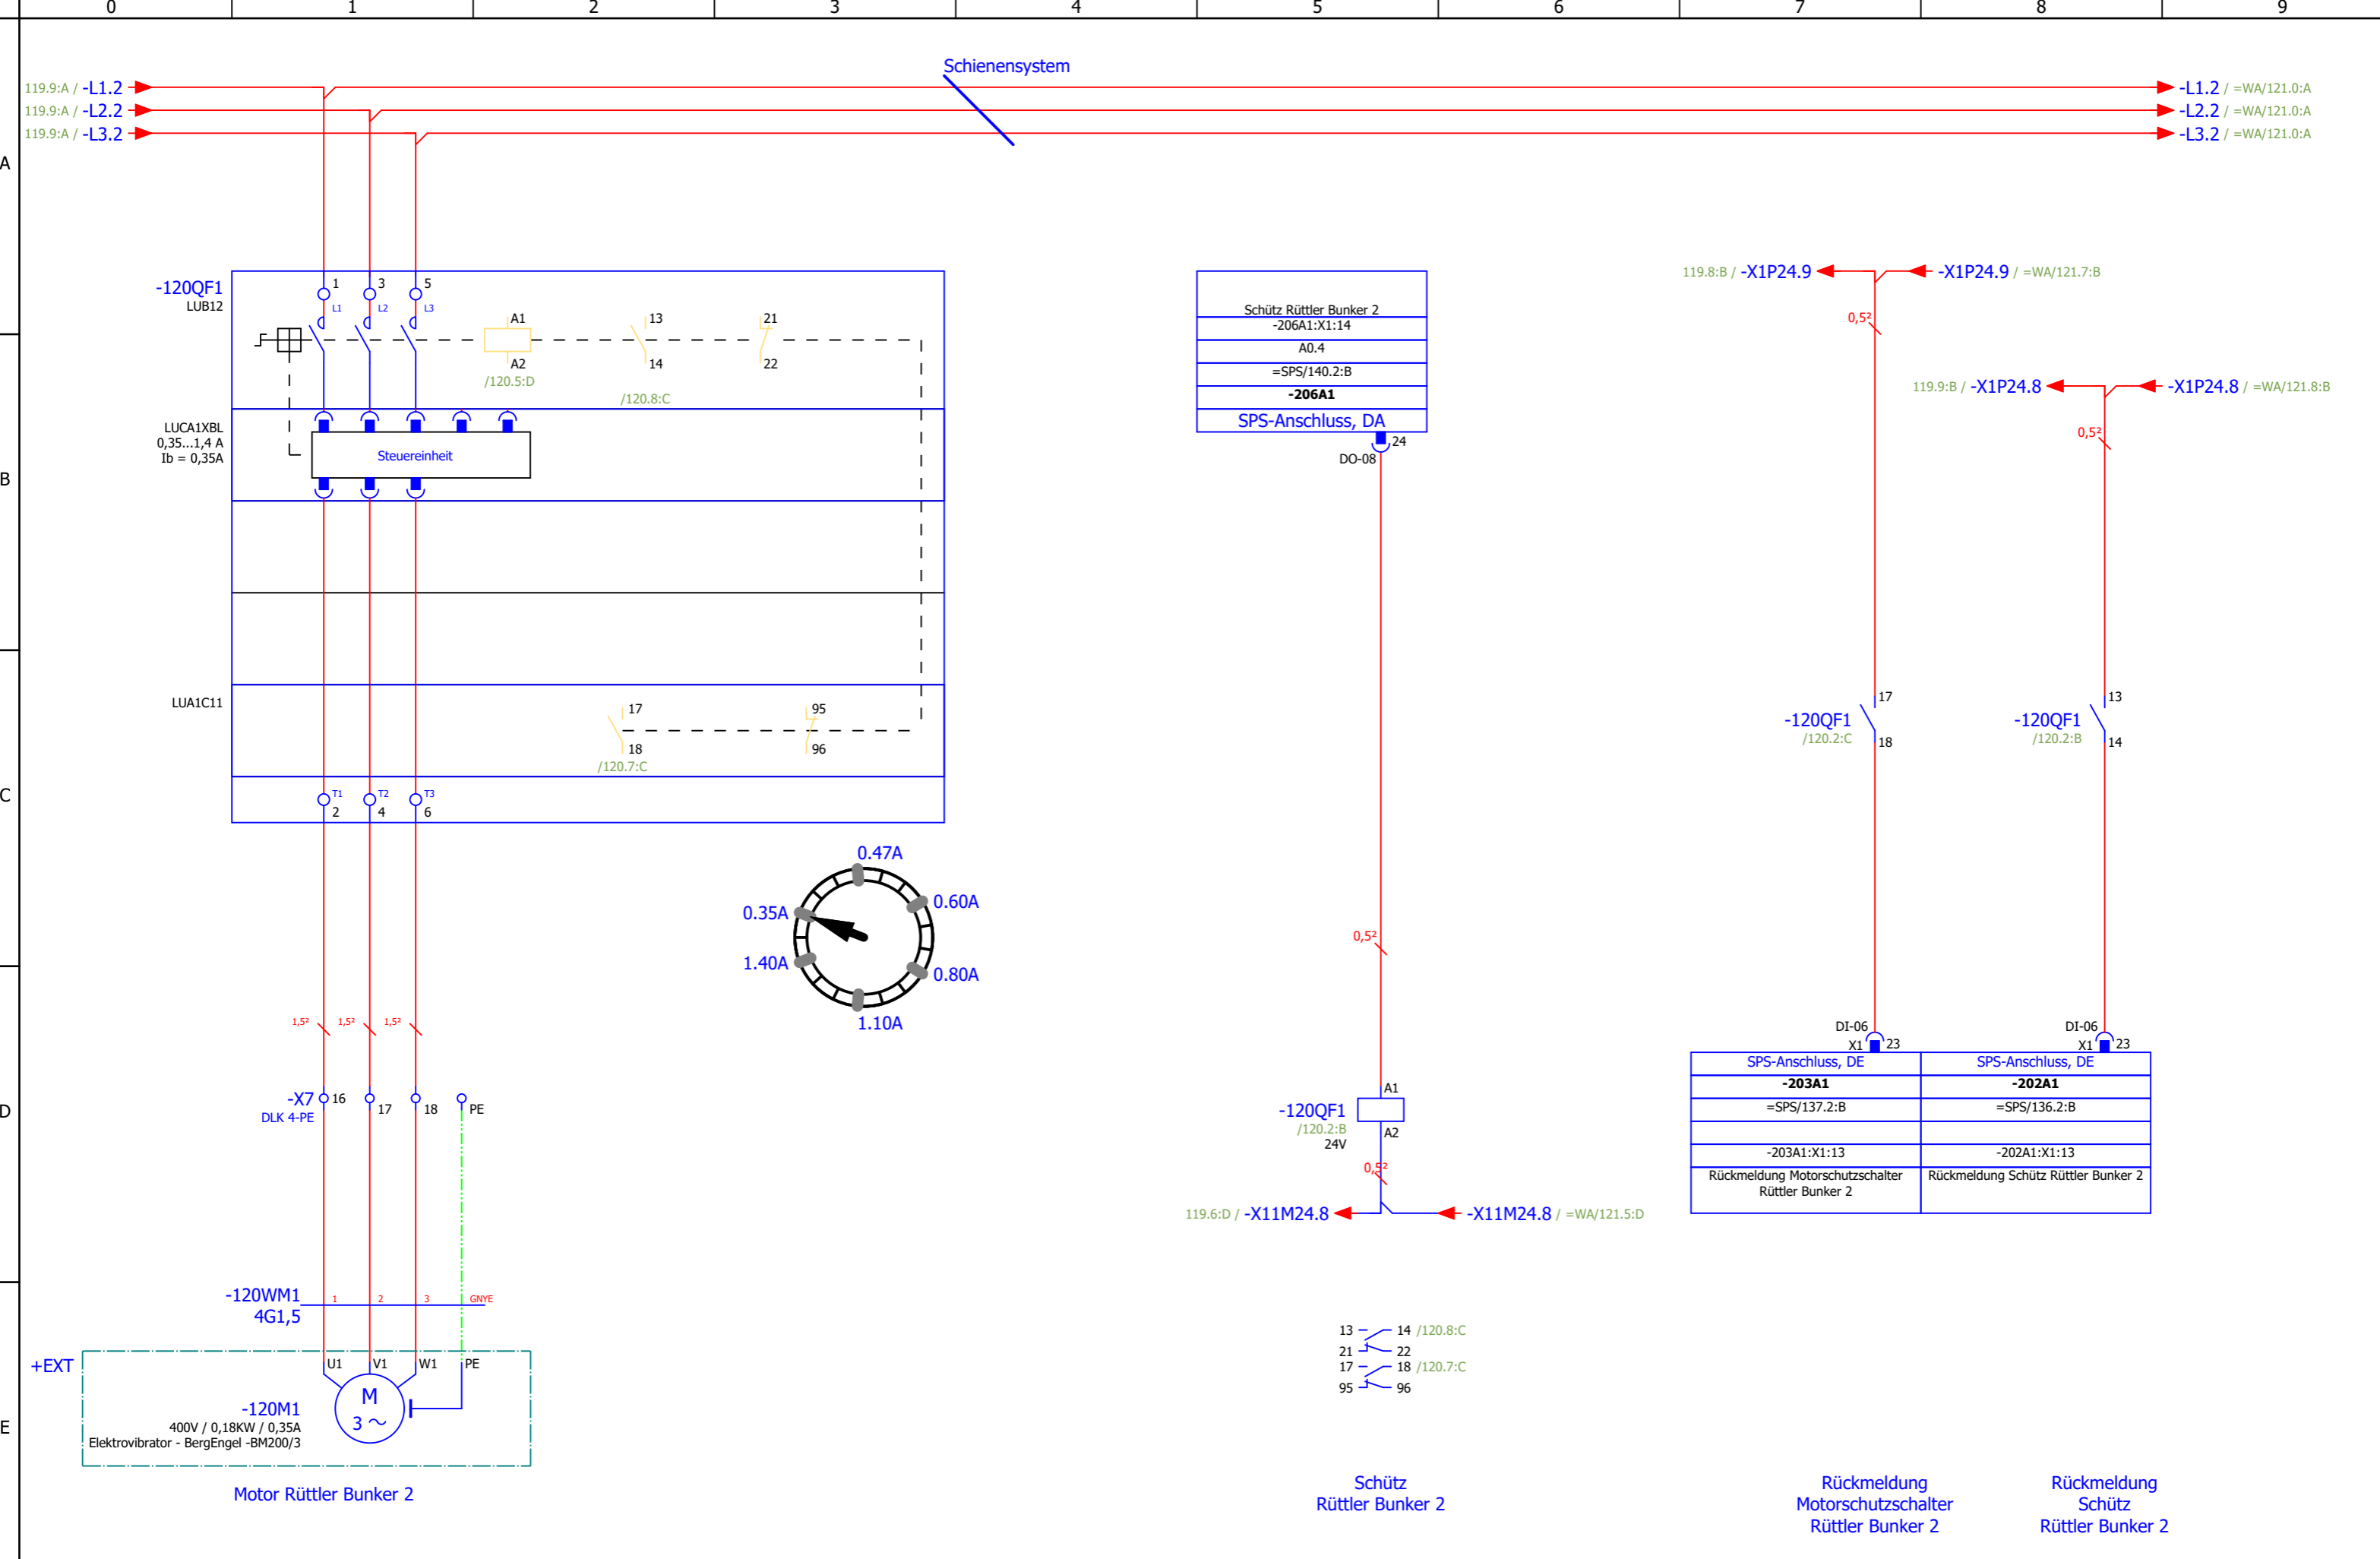 0 1 2 3 4 5 6 7 8 9
Schienensystem
119.9:A / -L1.2
-L1.2 / =WA/121.0:A
119.9:A / -L2.2
-L2.2 / =WA/121.0:A
119.9:A / -L3.2
-L3.2 / =WA/121.0:A
A
B
C
D
E
-120QF1
LUB12
1 3 5
L1 L2 L3
A1
A2
/120.5:D
13
14
/120.8:C
21
22
LUCA1XBL
0,35...1,4 A
Ib = 0,35A
Steuereinheit
LUA1C11
17
18
/120.7:C
95
96
T1 T2 T3
2 4 6
0.47A
0.35A
0.60A
1.40A
0.80A
1.10A
1,5² 1,5² 1,5²
-X7 16 17 18 PE
DLK 4-PE
-120WM1
4G1,5
1 2 3 GNYE
+EXT
U1 V1 W1 PE
M
3 ~
-120M1
400V / 0,18KW / 0,35A
Elektrovibrator - BergEngel -BM200/3
Motor Rüttler Bunker 2
Schütz Rüttler Bunker 2
-206A1:X1:14
A0.4
=SPS/140.2:B
-206A1
SPS-Anschluss, DA
24
DO-08
0,5²
A1
-120QF1
/120.2:B
24V
A2
0,5²
119.6:D / -X11M24.8
-X11M24.8 / =WA/121.5:D
13 14 /120.8:C
21 22
17 18 /120.7:C
95 96
Schütz
Rüttler Bunker 2
119.8:B / -X1P24.9
-X1P24.9 / =WA/121.7:B
0,5²
119.9:B / -X1P24.8
-X1P24.8 / =WA/121.8:B
0,5²
17
-120QF1
/120.2:C
18
13
-120QF1
/120.2:B
14
DI-06
X1 23
DI-06
X1 23
SPS-Anschluss, DE
SPS-Anschluss, DE
-203A1
-202A1
=SPS/137.2:B
=SPS/136.2:B
-203A1:X1:13
-202A1:X1:13
Rückmeldung Motorschutzschalter
Rüttler Bunker 2
Rückmeldung Schütz Rüttler Bunker 2
Rückmeldung
Motorschutzschalter
Rüttler Bunker 2
Rückmeldung
Schütz
Rüttler Bunker 2